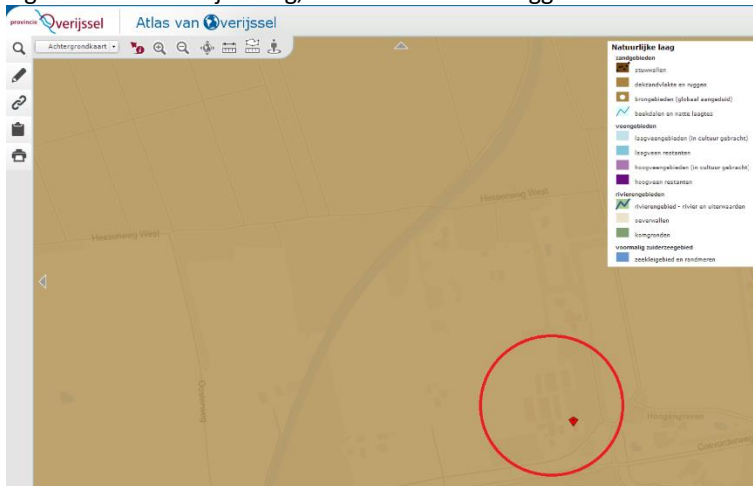 provincie Overijssel
Atlas van Overijssel
Achtergrondkaart
Natuurlijke laag
zandgebieden
stuwwallen
dekzandvlakte en ruggen
brongebieden (globaal aangeduid)
beekdalen en natte laagtes
veengebieden
laagveengebieden (in cultuur gebracht)
laagveen restanten
hoogveengebieden (in cultuur gebracht)
hoogveen restanten
rivierengebieden
rivierengebied - rivier en uiterwaarden
oeverwallen
komgronden
voormalig zuiderzeegebied
zeekleigebied en randmeren
Hessenweg West
Hessenweg West
Hoogengraven
Coevorderweg